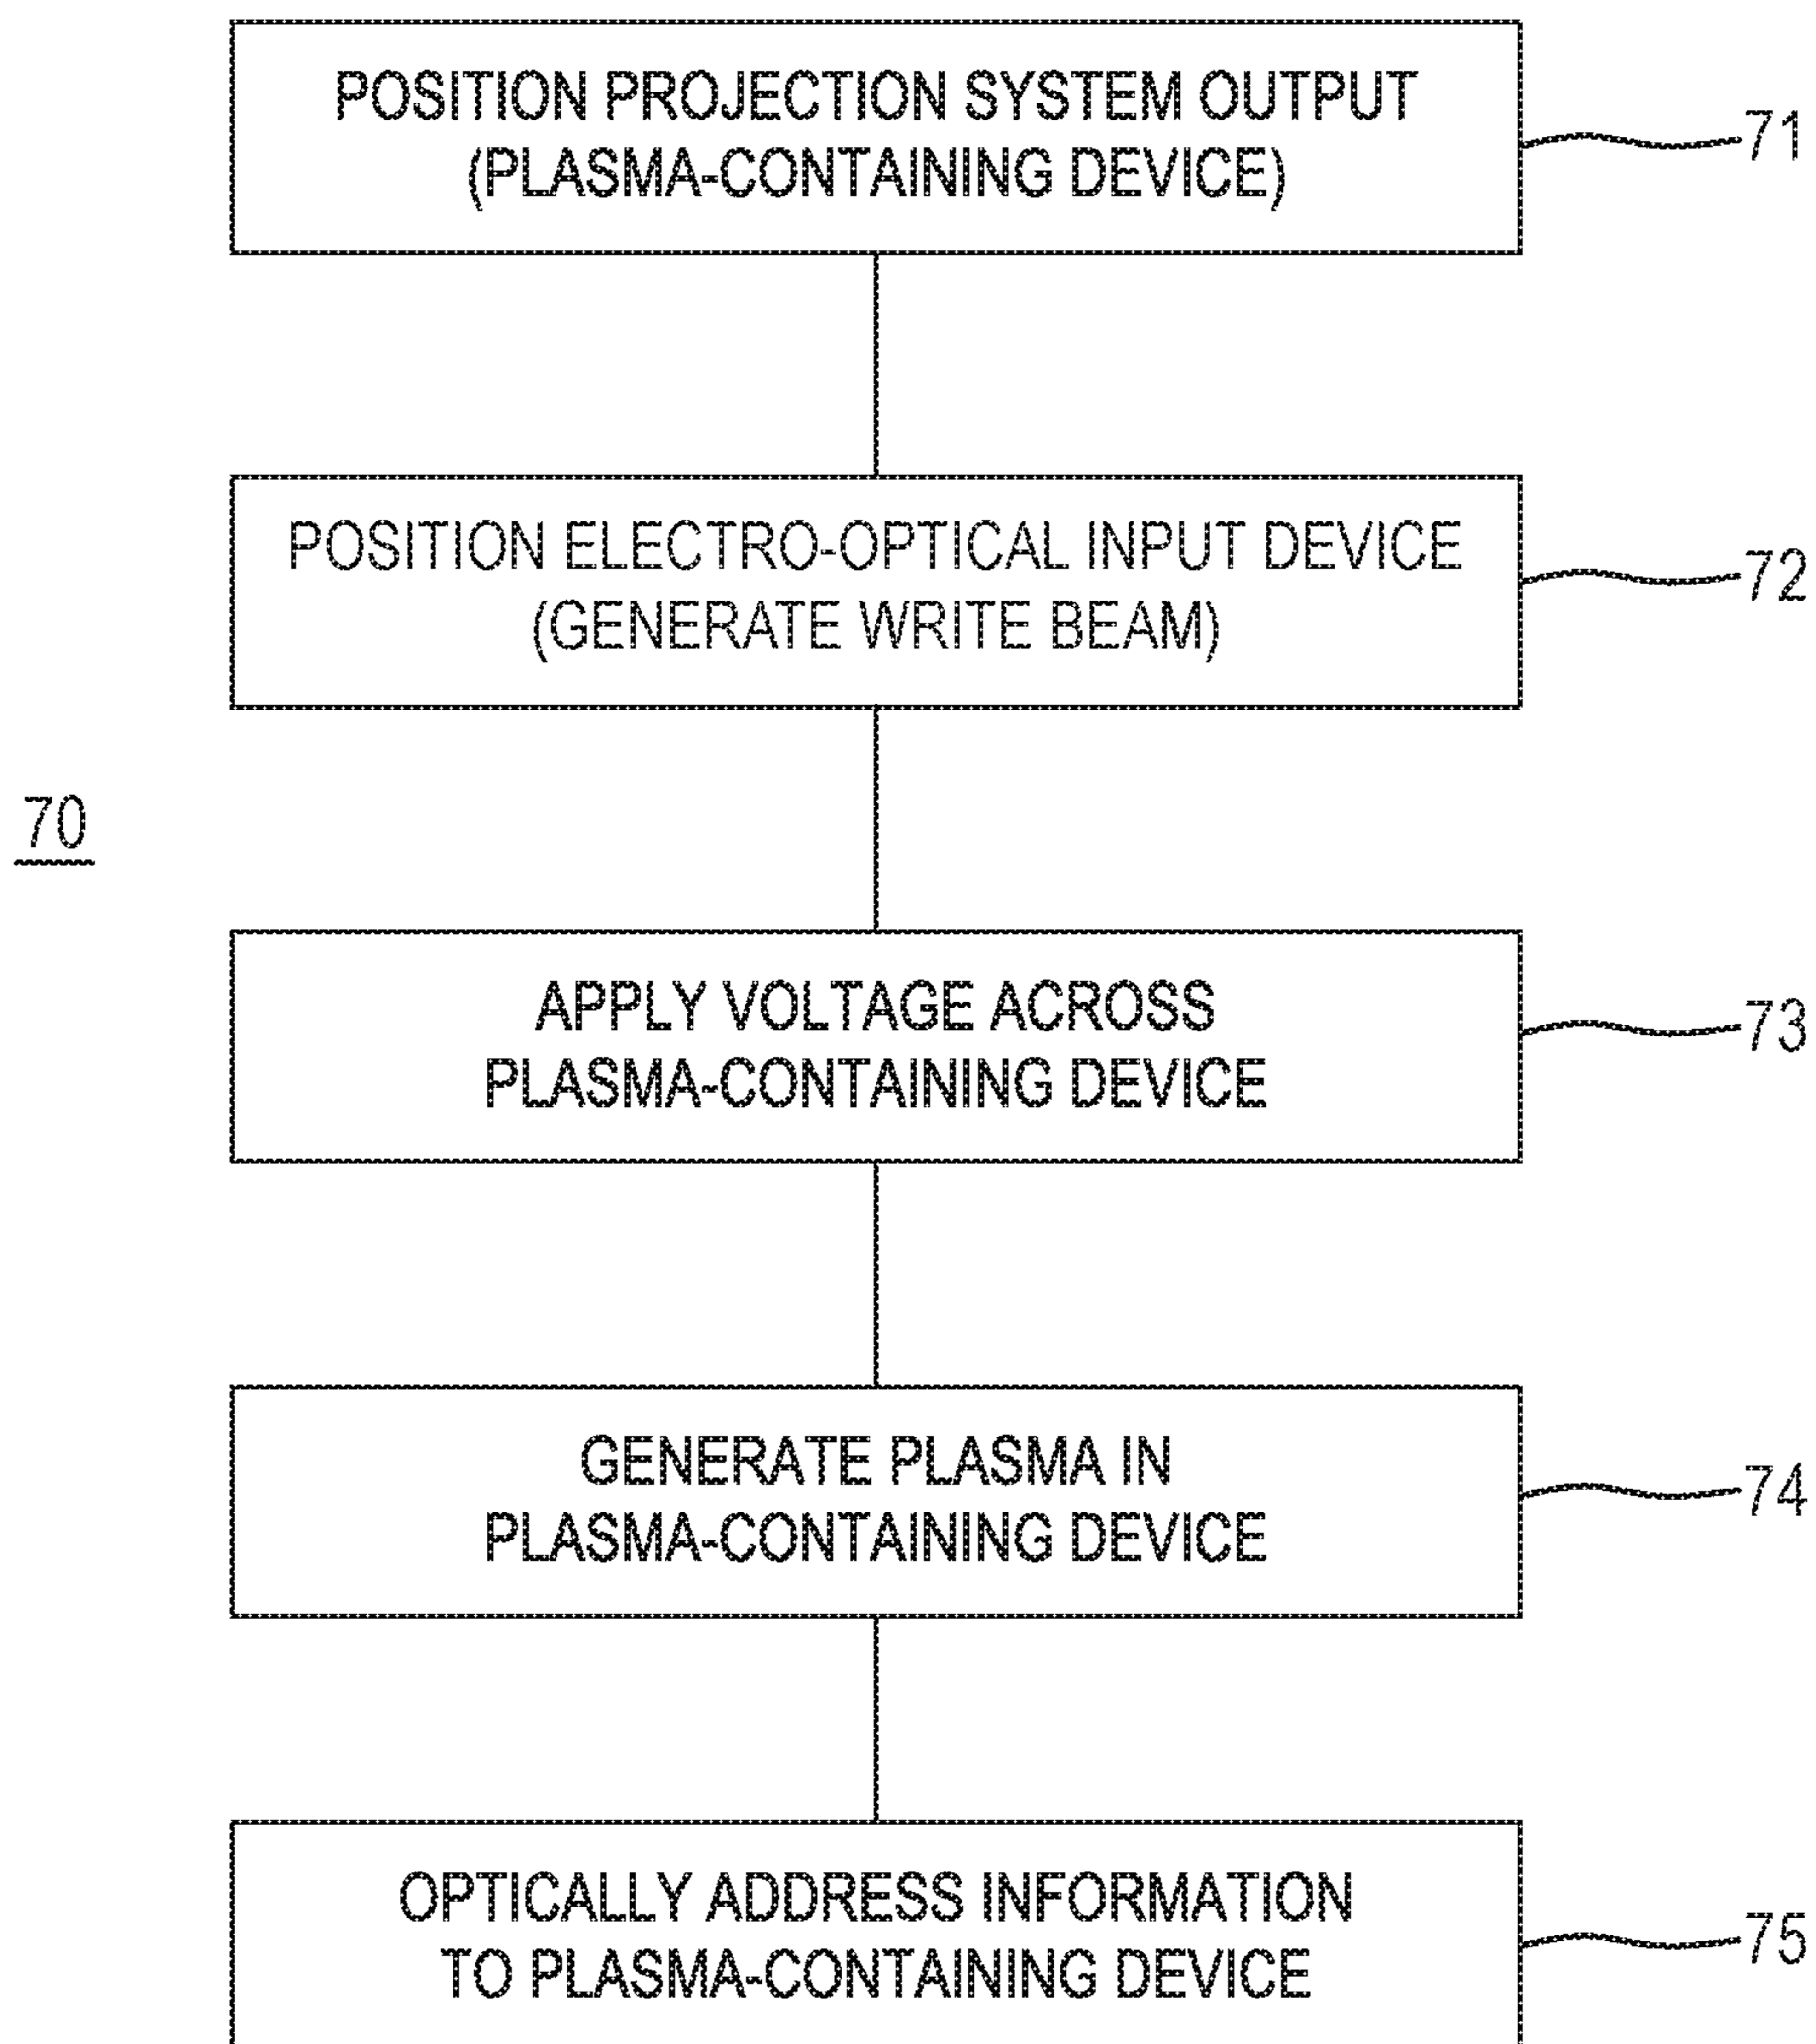 POSITION PROJECTION SYSTEM OUTPUT
(PLASMA-CONTAINING DEVICE)
71
POSITION ELECTRO-OPTICAL INPUT DEVICE
(GENERATE WRITE BEAM)
72
70
APPLY VOLTAGE ACROSS
PLASMA-CONTAINING DEVICE
73
GENERATE PLASMA IN
PLASMA-CONTAINING DEVICE
74
OPTICALLY ADDRESS INFORMATION
TO PLASMA-CONTAINING DEVICE
75